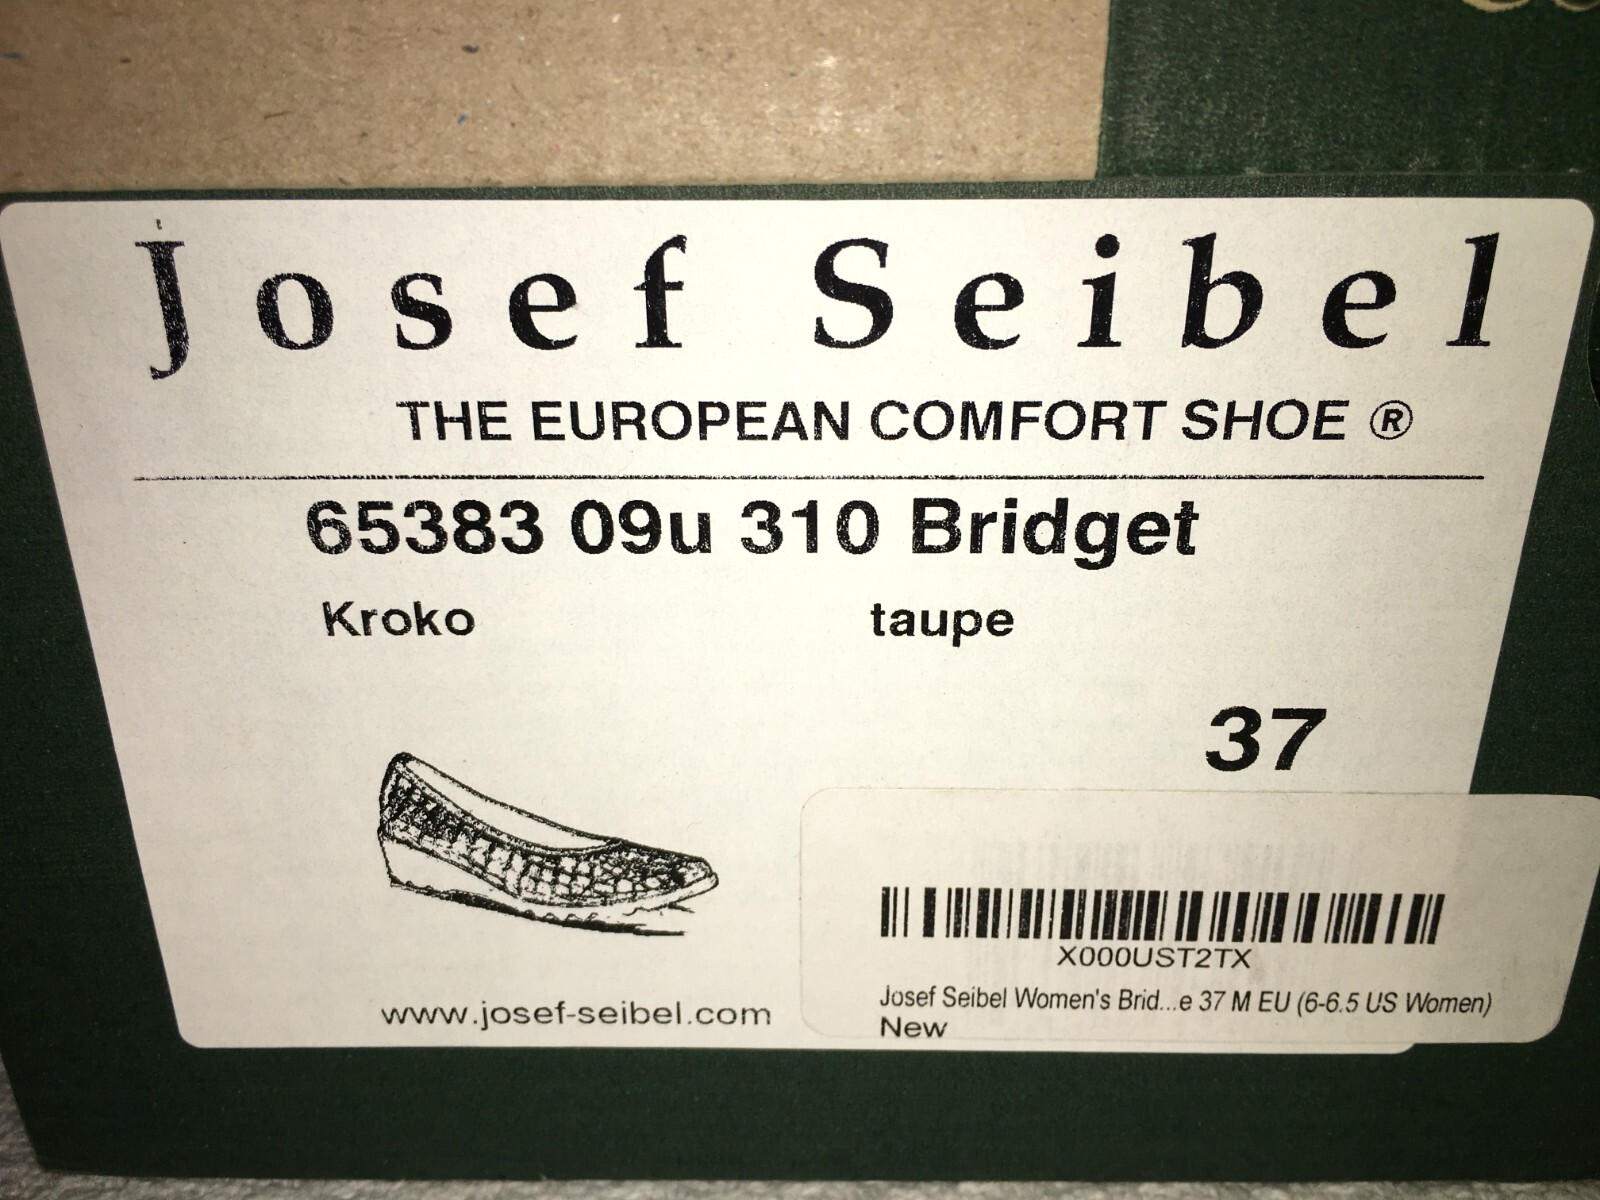 Josef Seibel
THE EUROPEAN COMFORT SHOE ®
65383 09u 310 Bridget
Kroko taupe
37
www.josef-seibel.com
X000UST2TX
Josef Seibel Women's Brid...e 37 M EU (6-6.5 US Women)
New